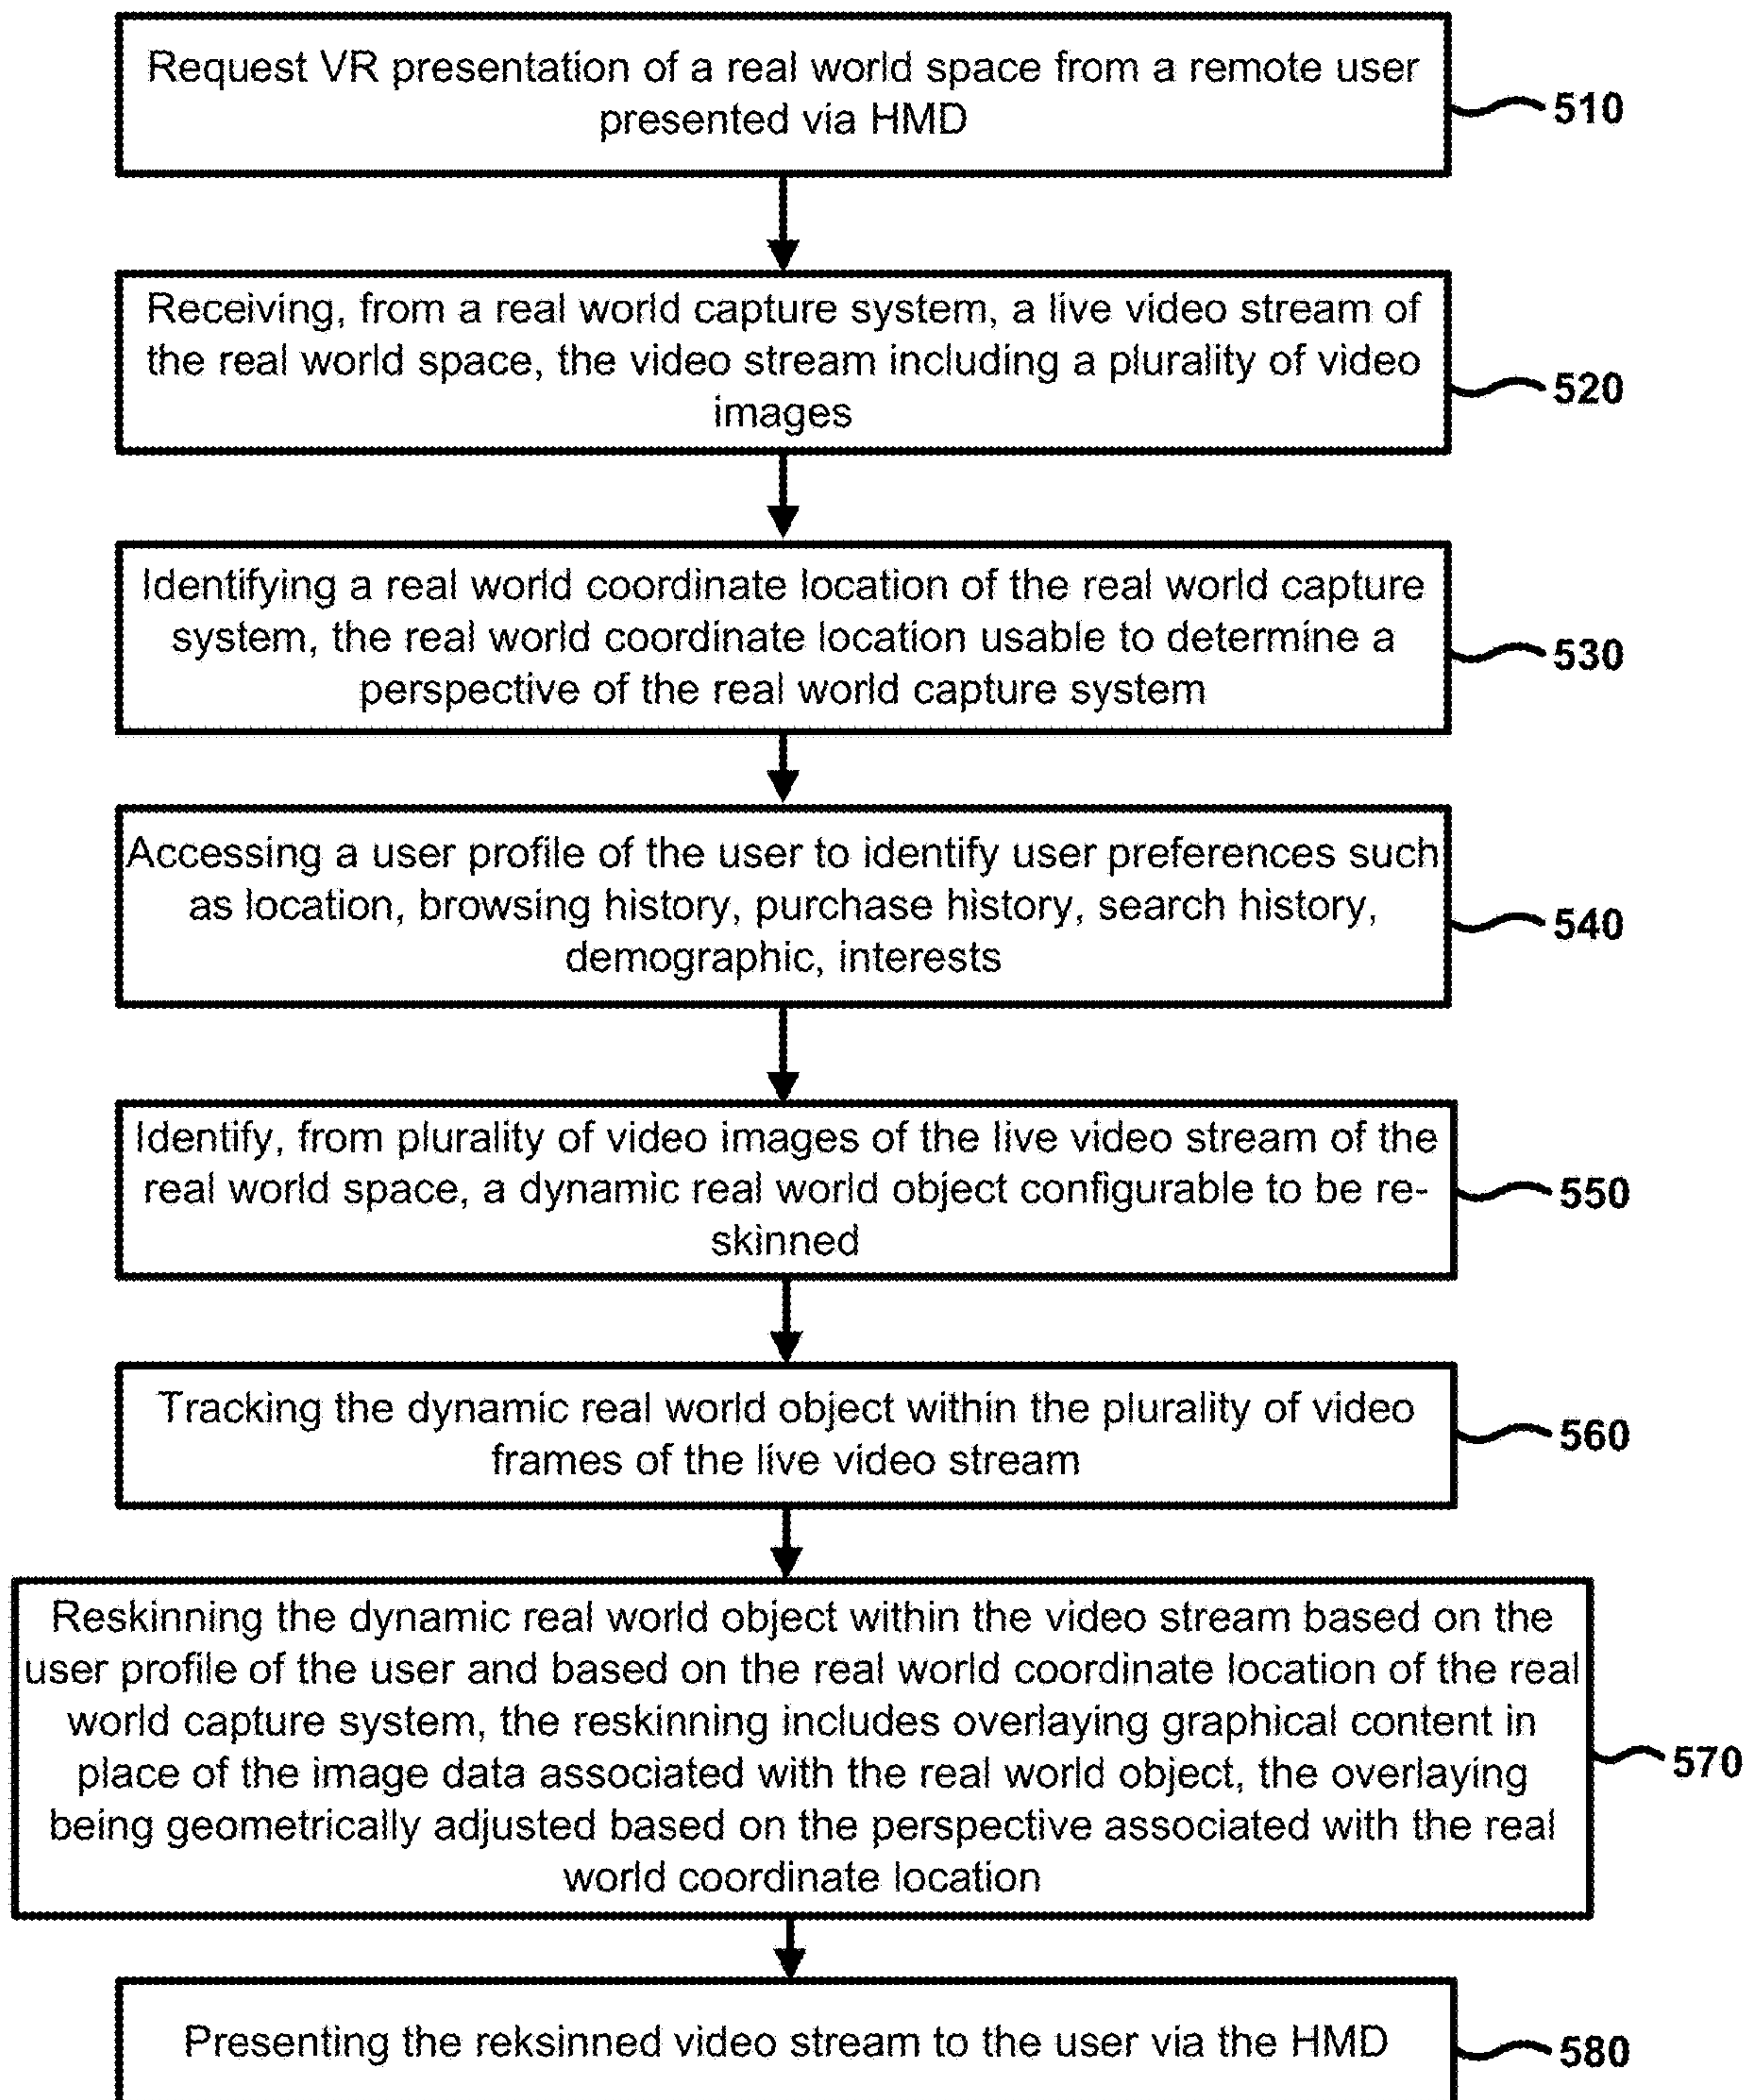 Request VR presentation of a real world space from a remote user
presented via HMD
510
Receiving, from a real world capture system, a live video stream of
the real world space, the video stream including a plurality of video
images
520
Identifying a real world coordinate location of the real world capture
system, the real world coordinate location usable to determine a
perspective of the real world capture system
530
Accessing a user profile of the user to identify user preferences such
as location, browsing history, purchase history, search history,
demographic, interests
540
Identify, from plurality of video images of the live video stream of the
real world space, a dynamic real world object configurable to be re-
skinned
550
Tracking the dynamic real world object within the plurality of video
frames of the live video stream
560
Reskinning the dynamic real world object within the video stream based on the
user profile of the user and based on the real world coordinate location of the real
world capture system, the reskinning includes overlaying graphical content in
place of the image data associated with the real world object, the overlaying
being geometrically adjusted based on the perspective associated with the real
world coordinate location
570
Presenting the reksinned video stream to the user via the HMD
580